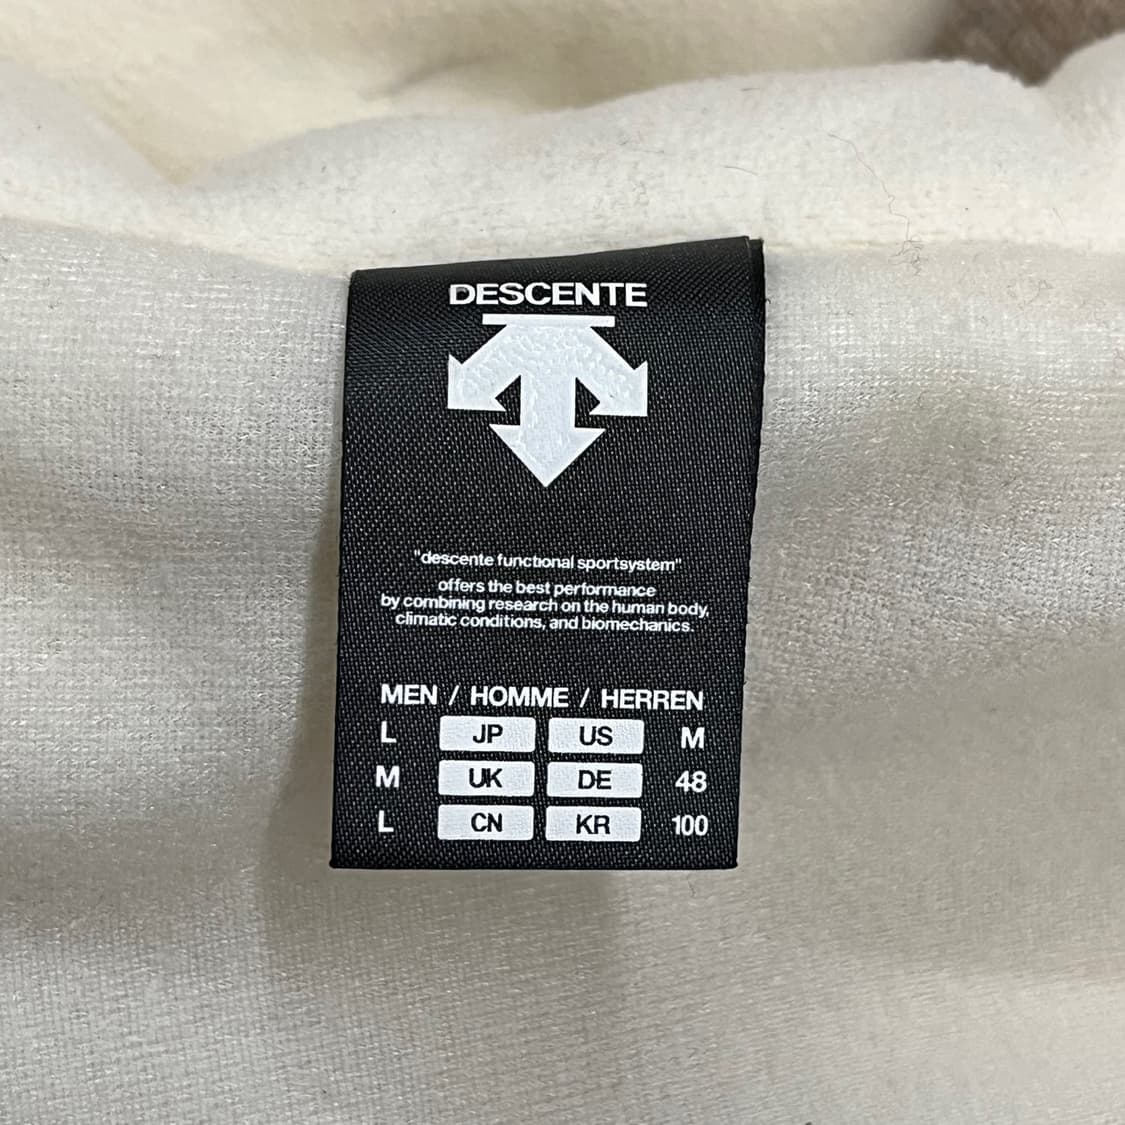 DESCENTE
"descente functional sportsystem"
offers the best performance
by combining research on the human body,
climatic conditions, and biomechanics.
MEN / HOMME / HERREN
L JP US M
M UK DE 48
L CN KR 100